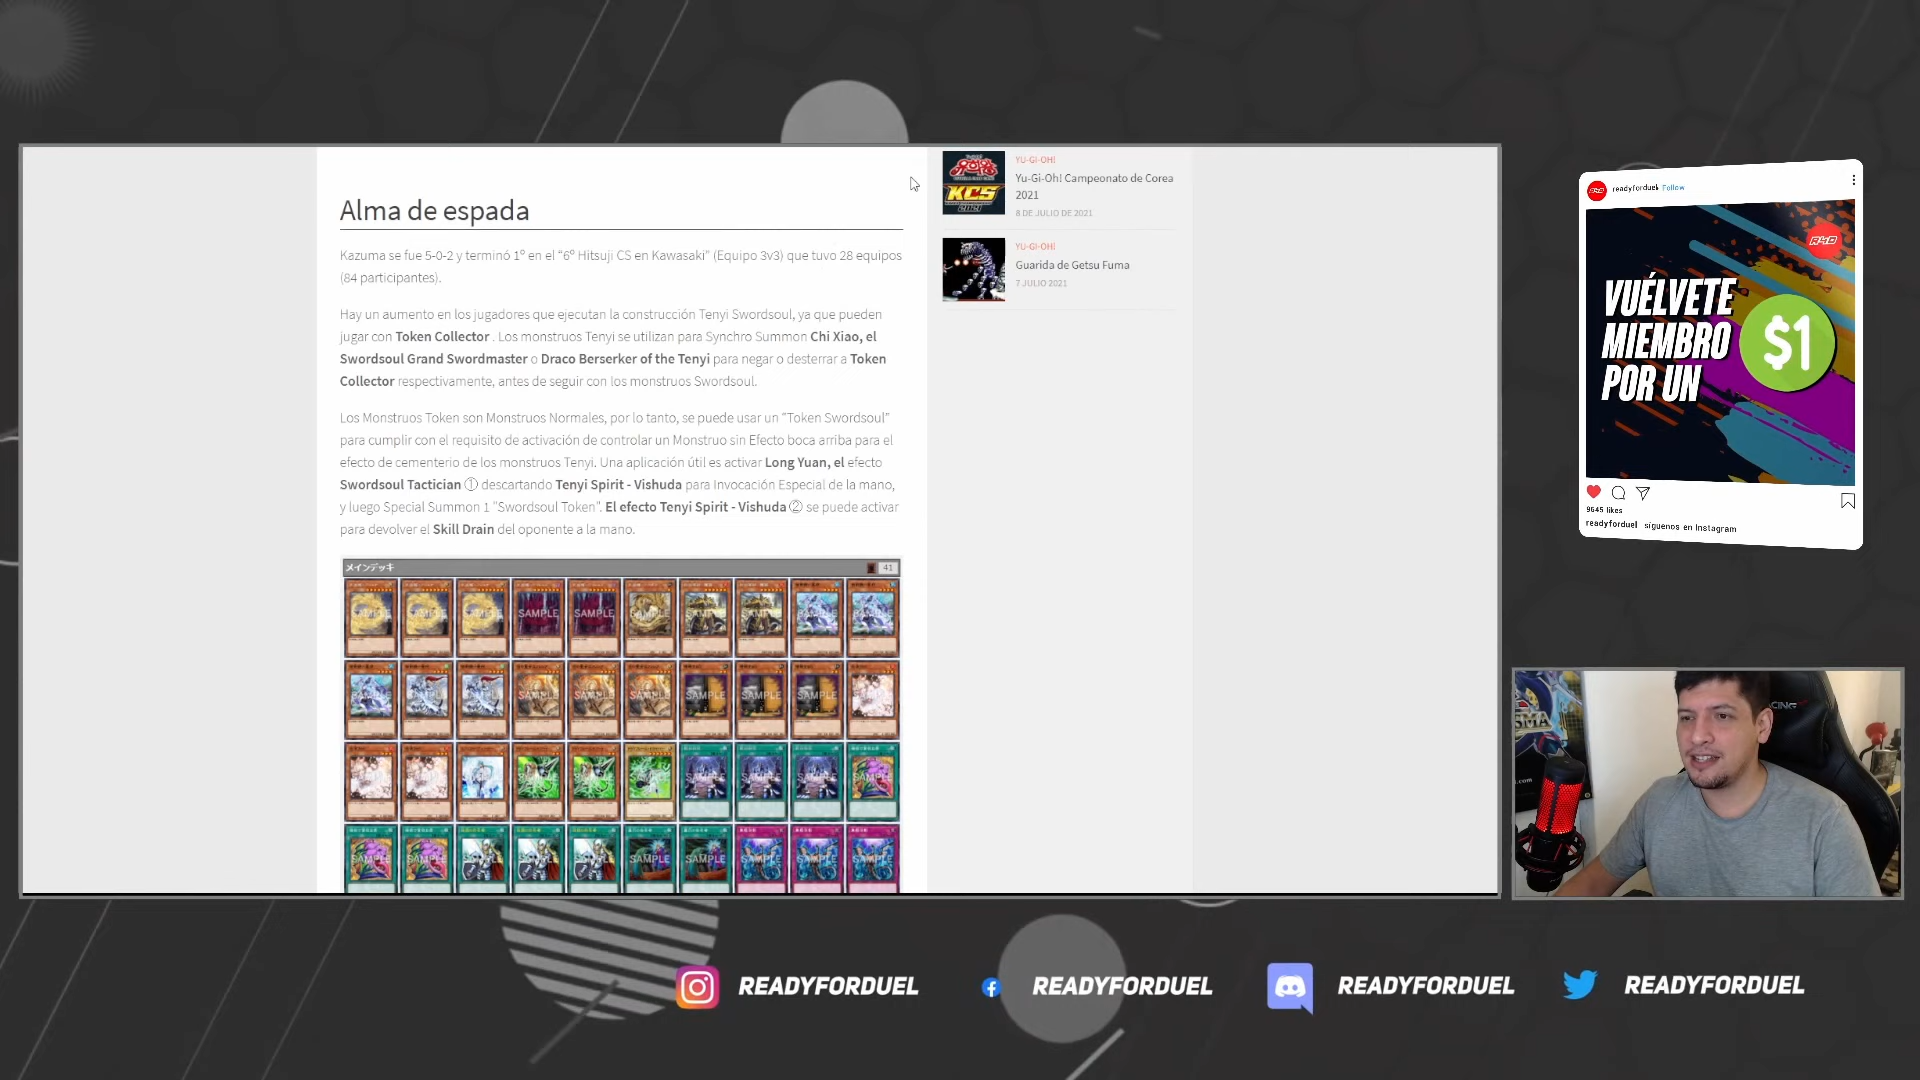 Alma de espada
Kazuma se fue 5-0-2 y terminó 1º en el “6º Hitsuji CS en Kawasaki” (Equipo 3v3) que tuvo 28 equipos
(84 participantes).
Hay un aumento en los jugadores que ejecutan la construcción Tenyi Swordsoul, ya que pueden
jugar con Token Collector . Los monstruos Tenyi se utilizan para Synchro Summon Chi Xiao, el
Swordsoul Grand Swordmaster o Draco Berserker of the Tenyi para negar o desterrar a Token
Collector respectivamente, antes de seguir con los monstruos Swordsoul.
Los Monstruos Token son Monstruos Normales, por lo tanto, se puede usar un “Token Swordsoul”
para cumplir con el requisito de activación de controlar un Monstruo sin Efecto boca arriba para el
efecto de cementerio de los monstruos Tenyi. Una aplicación útil es activar Long Yuan, el efecto
Swordsoul Tactician ① descartando Tenyi Spirit - Vishuda para Invocación Especial de la mano,
y luego Special Summon 1 “Swordsoul Token”. El efecto Tenyi Spirit - Vishuda ② se puede activar
para devolver el Skill Drain del oponente a la mano.
メインデッキ
41
SAMPLE
YU-GI-OH!
Yu-Gi-Oh! Campeonato de Corea
2021
8 DE JULIO DE 2021
KCS
YU-GI-OH!
Guarida de Getsu Fuma
7 JULIO 2021
readyforduel Follow
R4D
VUÉLVETE
MIEMBRO
POR UN
$1
9645 likes
readyforduel síguenos en Instagram
READYFORDUEL
READYFORDUEL
READYFORDUEL
READYFORDUEL